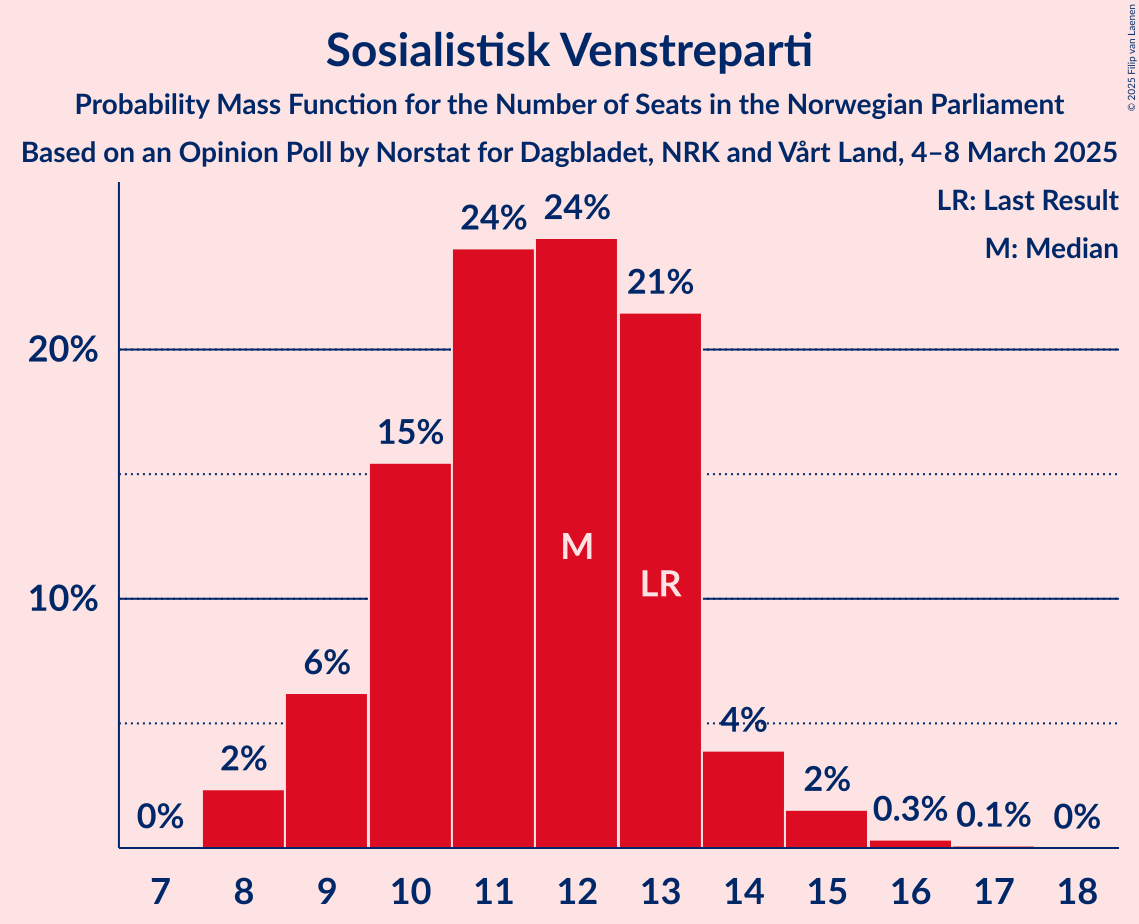 Sosialistisk Venstreparti
Probability Mass Function for the Number of Seats in the Norwegian Parliament
Based on an Opinion Poll by Norstat for Dagbladet, NRK and Vårt Land, 4–8 March 2025
© 2025 Filip van Laenen
LR: Last Result
M: Median
24%
24%
21%
20%
15%
M
LR
10%
6%
4%
2%
2%
0%
0.3%
0.1%
0%
7 8 9 10 11 12 13 14 15 16 17 18